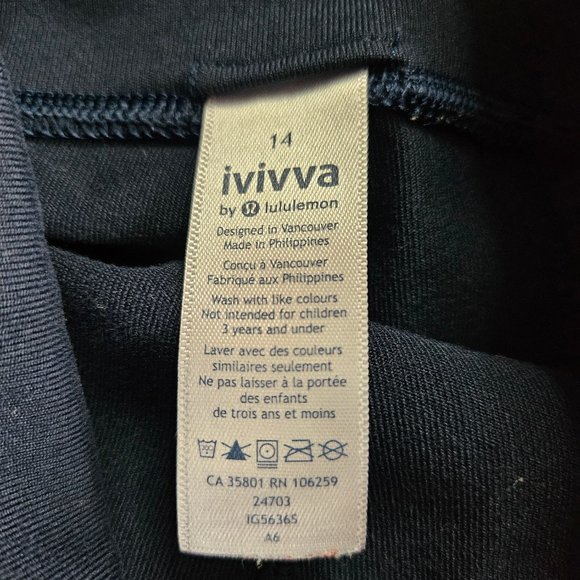 14
ivivva
by lululemon
Designed in Vancouver
Made in Philippines
Conçu à Vancouver
Fabriqué aux Philippines
Wash with like colours
Not intended for children
3 years and under
Laver avec des couleurs
similaires seulement
Ne pas laisser à la portée
des enfants
de trois ans et moins
CA 35801 RN 106259
24703
IG5636S
A6